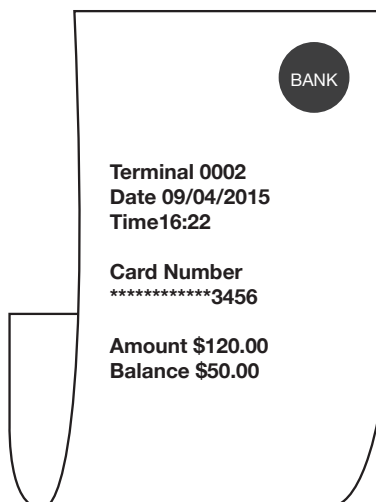 BANK
Terminal 0002
Date 09/04/2015
Time16:22
Card Number
************3456
Amount $120.00
Balance $50.00